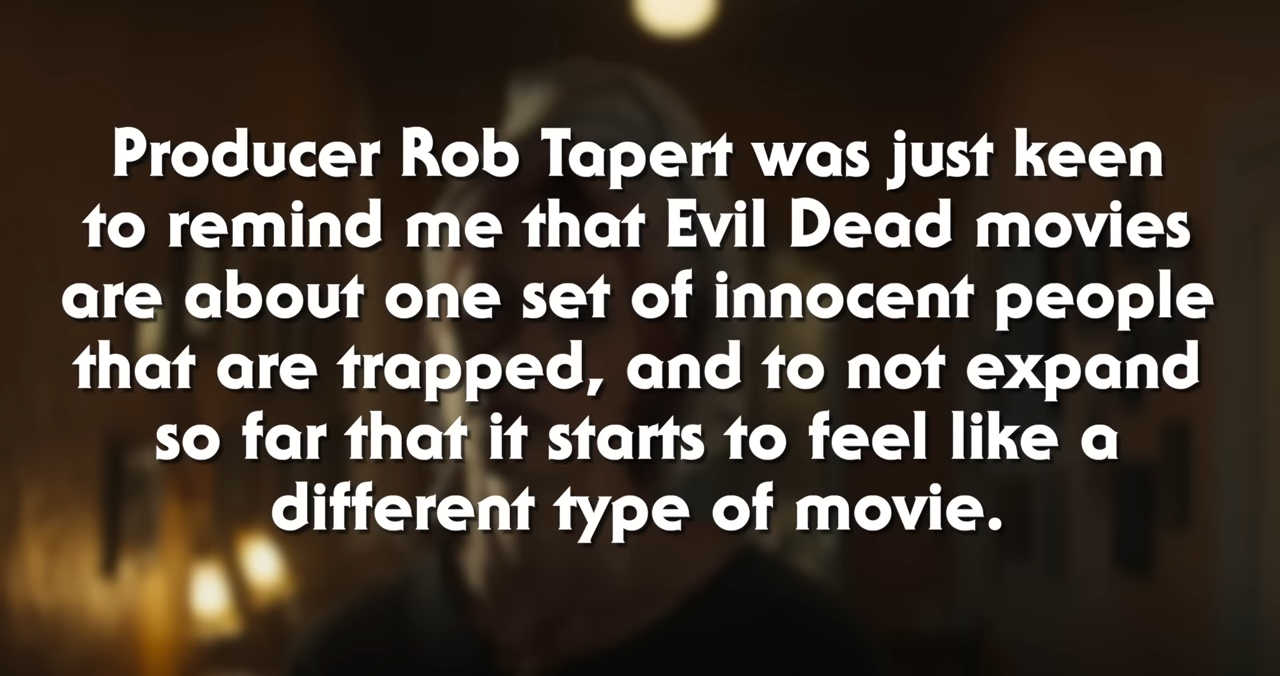 Producer Rob Tapert was just keen
to remind me that Evil Dead movies
are about one set of innocent people
that are trapped, and to not expand
so far that it starts to feel like a
different type of movie.